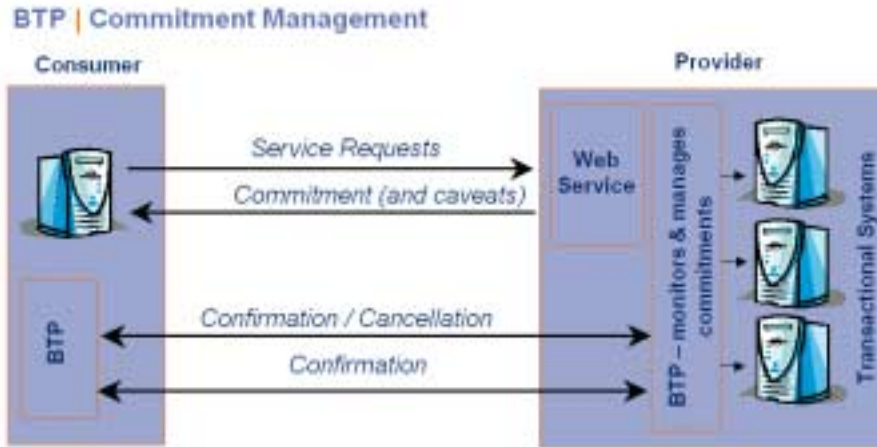 BTP | Commitment Management
Consumer
Provider
Service Requests
Commitment (and caveats)
Web
Service
BTP – monitors & manages
commitments
Transactional Systems
BTP
Confirmation / Cancellation
Confirmation